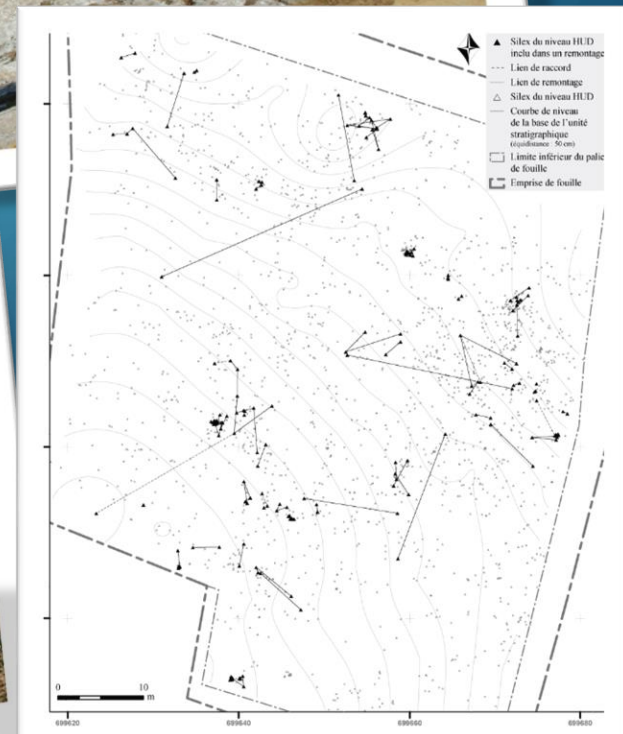 Silex du niveau HUD
inclu dans un remontage
Lien de raccord
Lien de remontage
Silex du niveau HUD
Courbe de niveau
de la base de l'unité
stratigraphique
(équidistance : 50 cm)
Limite inférieur du palie
de fouille
Emprise de fouille
0 10
m
699620 699640 699660 699680